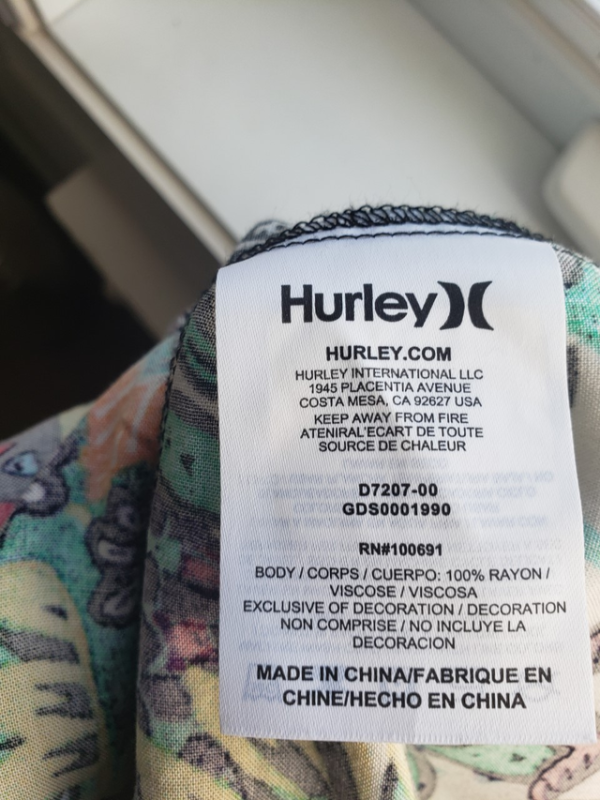 Hurley
HURLEY.COM
HURLEY INTERNATIONAL LLC
1945 PLACENTIA AVENUE
COSTA MESA, CA 92627 USA
KEEP AWAY FROM FIRE
ATENIRAL'ECART DE TOUTE
SOURCE DE CHALEUR
D7207-00
GDS0001990
RN#100691
BODY / CORPS / CUERPO: 100% RAYON /
VISCOSE / VISCOSA
EXCLUSIVE OF DECORATION / DECORATION
NON COMPRISE / NO INCLUYE LA
DECORACION
MADE IN CHINA/FABRIQUE EN
CHINE/HECHO EN CHINA